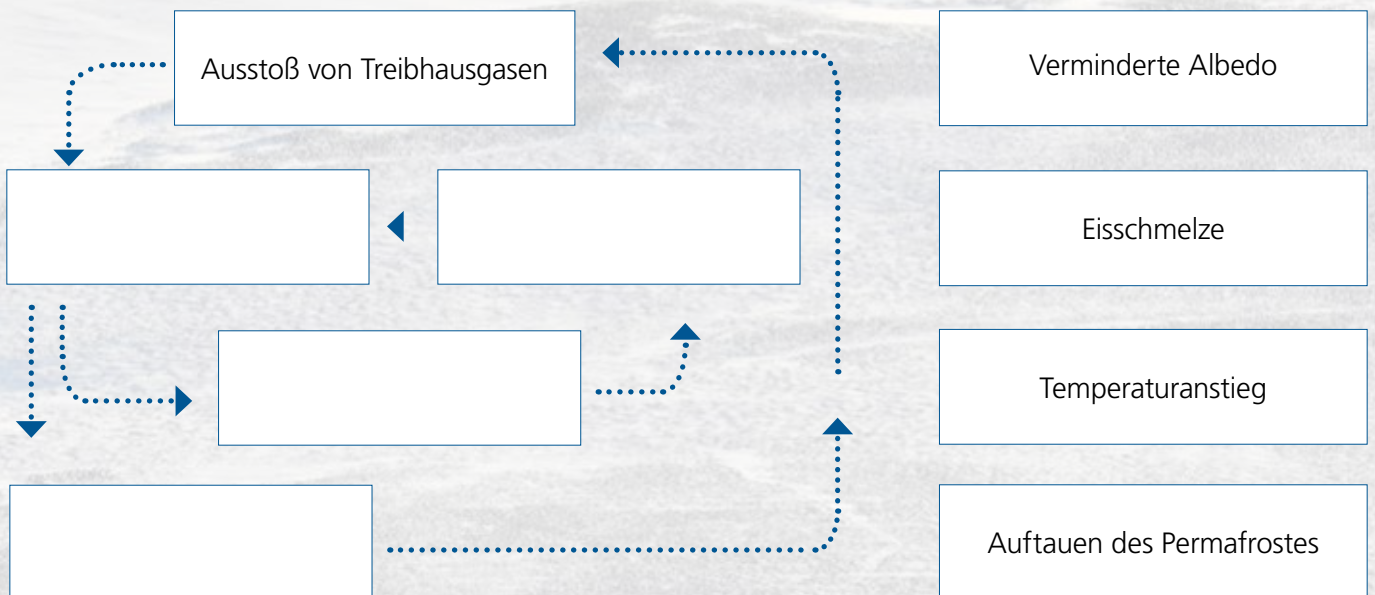 Ausstoß von Treibhausgasen
Verminderte Albedo
Eisschmelze
Temperaturanstieg
Auftauen des Permafrostes